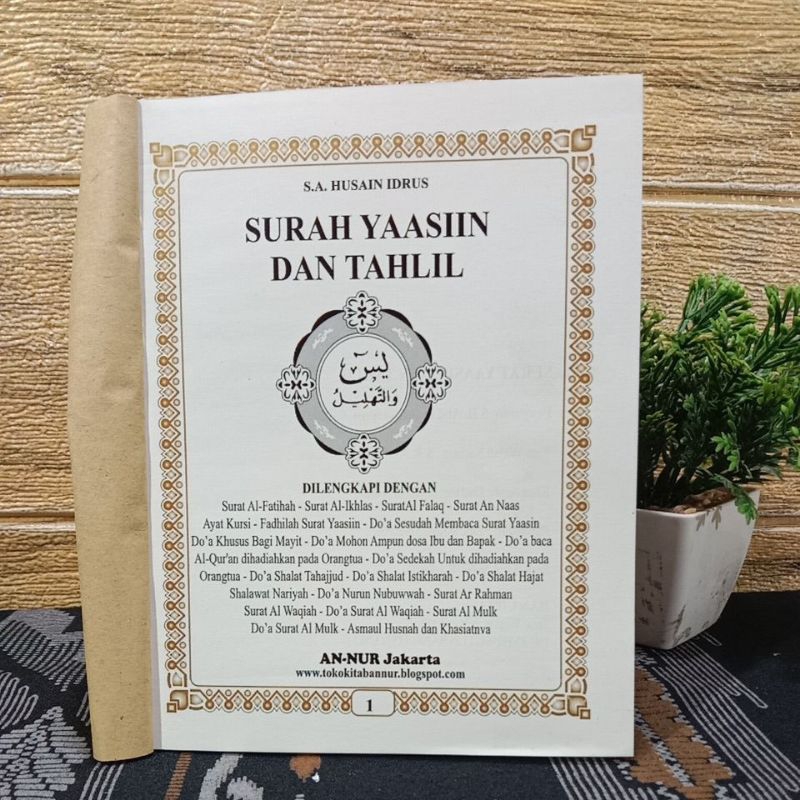 S.A. HUSAIN IDRUS
SURAH YAASIIN
DAN TAHLIL
يس
والتهليل
DILENGKAPI DENGAN
Surat Al-Fatihah - Surat Al-Ikhlas - SuratAl Falaq - Surat An Naas
Ayat Kursi - Fadhilah Surat Yaasiin - Do'a Sesudah Membaca Surat Yaasin
Do'a Khusus Bagi Mayit - Do'a Mohon Ampun dosa Ibu dan Bapak - Do'a baca
Al-Qur'an dihadiahkan pada Orangtua - Do'a Sedekah Untuk dihadiahkan pada
Orangtua - Do'a Shalat Tahajjud - Do'a Shalat Istikharah - Do'a Shalat Hajat
Shalawat Nariyah - Do'a Nurun Nubuwwah - Surat Ar Rahman
Surat Al Waqiah - Do'a Surat Al Waqiah - Surat Al Mulk
Do'a Surat Al Mulk - Asmaul Husnah dan Khasiatnya
AN-NUR Jakarta
www.tokokitabannur.blogspot.com
1